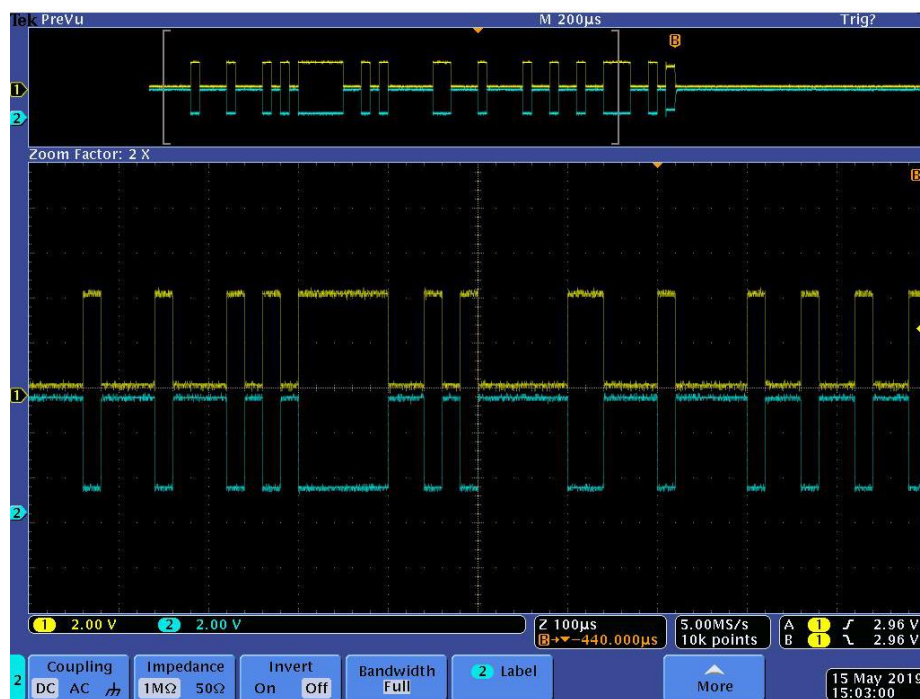 Tek PreVu M 200µs Trig?
B
1
2
Zoom Factor: 2 X
B
1
2
1 2.00 V 2 2.00 V Z 100µs 5.00MS/s A 1 2.96 V
B→▼−440.000µs 10k points B 1 2.96 V
2
Coupling Impedance Invert Bandwidth 2 Label
DC AC 1MΩ 50Ω On Off Full More
15 May 2019
15:03:00